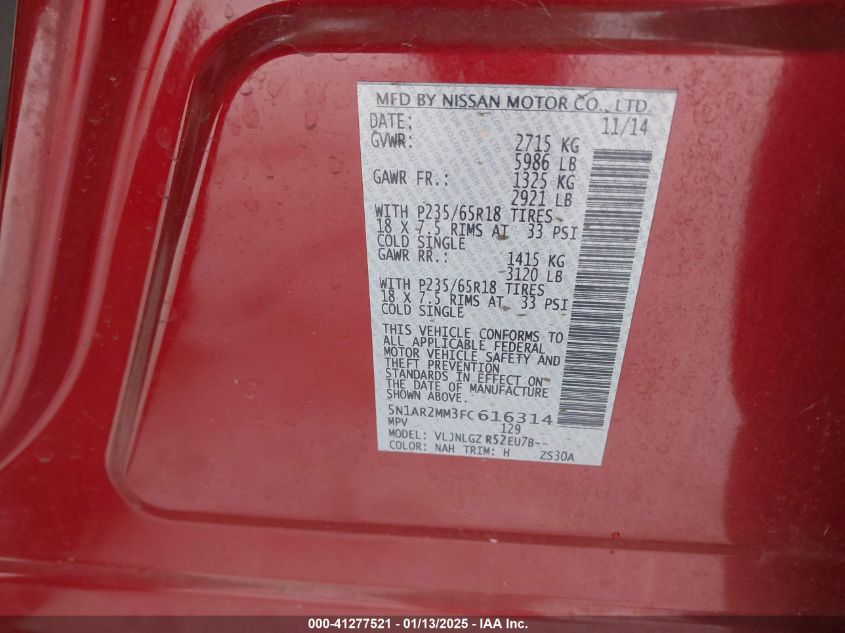 MFD BY NISSAN MOTOR CO., LTD.
DATE: 11/14
GVWR: 2715 KG
5986 LB
GAWR FR.: 1325 KG
2921 LB
WITH P235/65R18 TIRES
18 X 7.5 RIMS AT 33 PSI
COLD SINGLE
GAWR RR.: 1415 KG
3120 LB
WITH P235/65R18 TIRES
18 X 7.5 RIMS AT 33 PSI
COLD SINGLE
THIS VEHICLE CONFORMS TO
ALL APPLICABLE FEDERAL
MOTOR VEHICLE SAFETY AND
THEFT PREVENTION
STANDARDS IN EFFECT ON
THE DATE OF MANUFACTURE
SHOWN ABOVE.
5N1AR2MM3FC616314
MPV 129
MODEL: VLJNLGZ R52EU7B--
COLOR: NAH TRIM: H ZS30A
000-41277521 - 01/13/2025 - IAA, Inc.